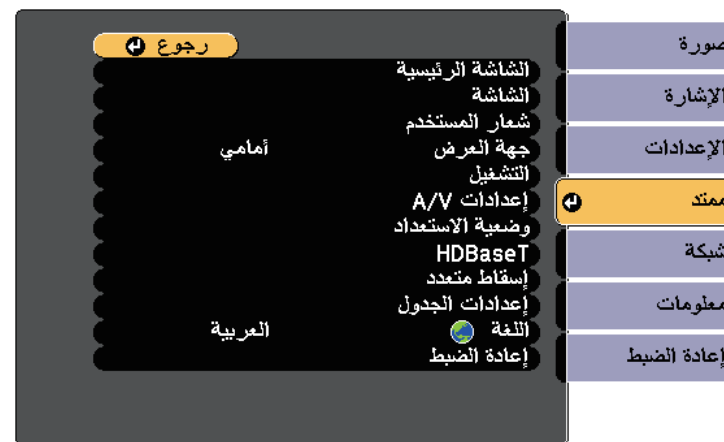 رجوع
الشاشة الرئيسية
الشاشة
شعار المستخدم
جهة العرض أمامي
التشغيل
إعدادات A/V
وضعية الاستعداد
HDBaseT
إسقاط متعدد
إعدادات الجدول
اللغة العربية
إعادة الضبط
صورة
الإشارة
الإعدادات
ممتد
شبكة
معلومات
إعادة الضبط